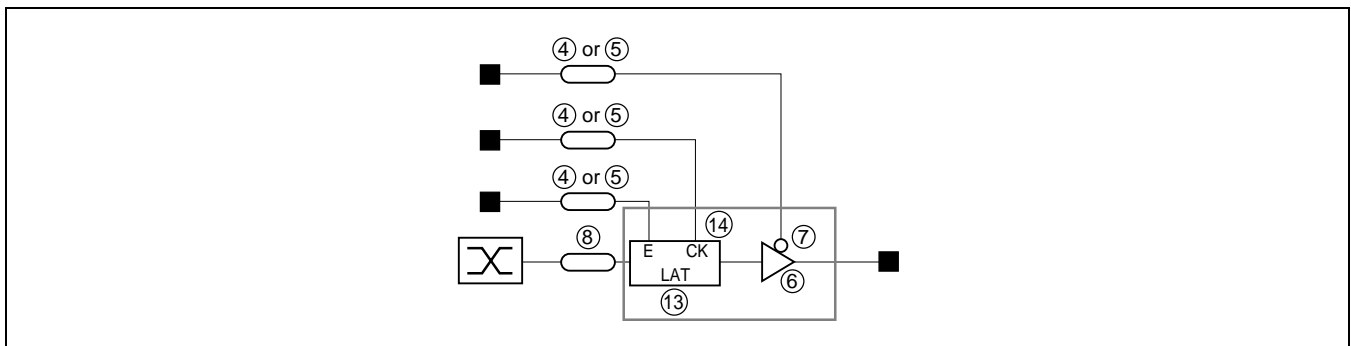 ④ or ⑤
④ or ⑤
④ or ⑤
⑧
E CK
⑭
⑦
LAT
⑥
⑬